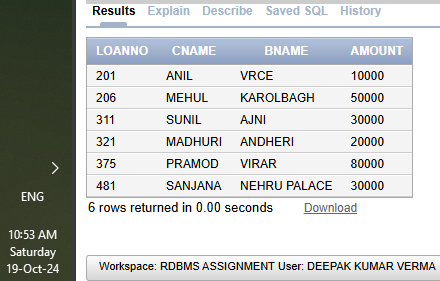 Results Explain Describe Saved SQL History
LOANNO CNAME BNAME AMOUNT
201 ANIL VRCE 10000
206 MEHUL KAROLBAGH 50000
311 SUNIL AJNI 30000
321 MADHURI ANDHERI 20000
375 PRAMOD VIRAR 80000
481 SANJANA NEHRU PALACE 30000
6 rows returned in 0.00 seconds Download
ENG
10:53 AM
Saturday
19-Oct-24
Workspace: RDBMS ASSIGNMENT User: DEEPAK KUMAR VERMA